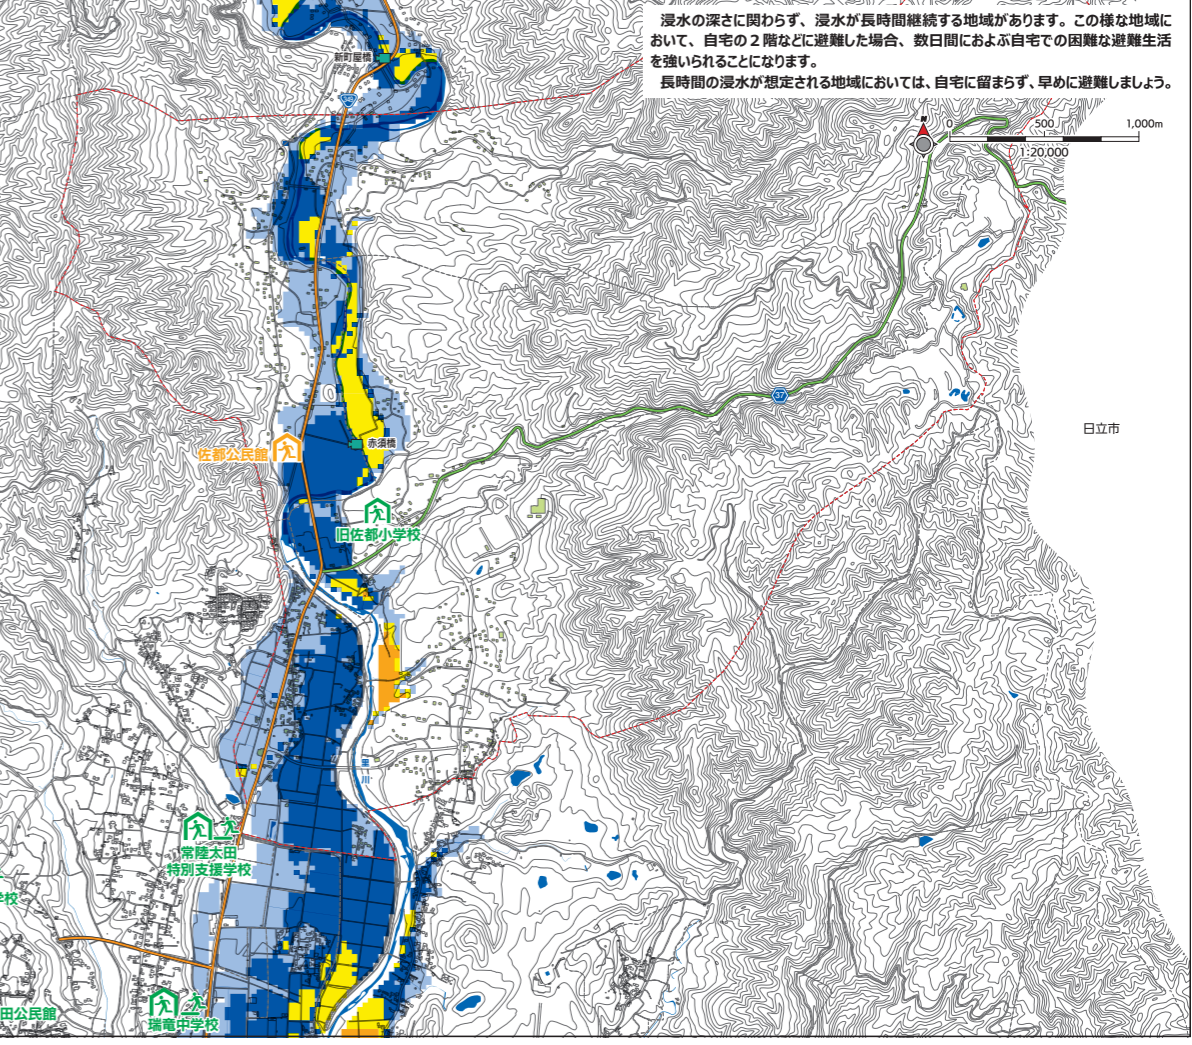 浸水の深さに関わらず、浸水が長時間継続する地域があります。この様な地域に
おいて、自宅の２階などに避難した場合、数日間におよぶ自宅での困難な避難生活
を強いられることになります。
長時間の浸水が想定される地域においては、自宅に留まらず、早めに避難しましょう。
新町屋橋
N
0 500 1,000m
1:20,000
37
日立市
赤須橋
佐都公民館
旧佐都小学校
里川
常陸太田
特別支援学校
学校
田公民館
瑞竜中学校